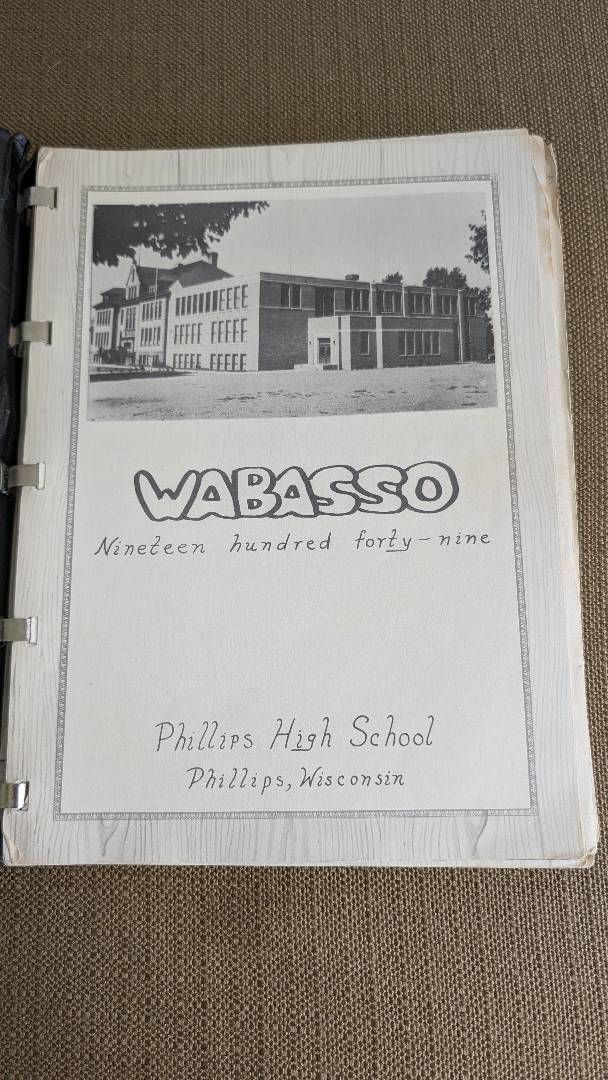 WABASSO
Nineteen hundred forty-nine
Phillips High School
Phillips, Wisconsin